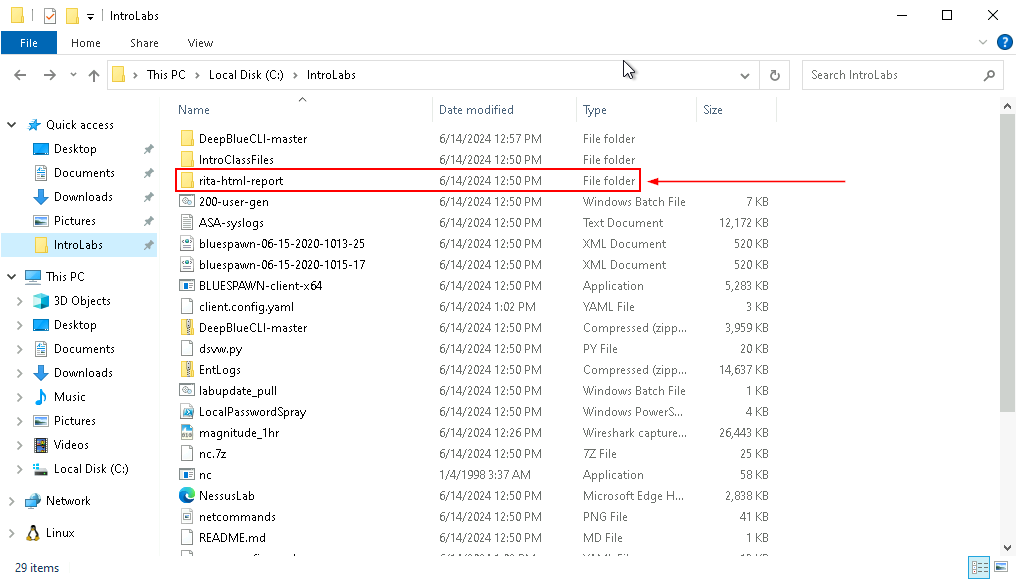 IntroLabs
File Home Share View
This PC Local Disk (C:) IntroLabs
Search IntroLabs
Name Date modified Type Size
Quick access
Desktop
Documents
Downloads
Pictures
IntroLabs
This PC
3D Objects
Desktop
Documents
Downloads
Music
Pictures
Videos
Local Disk (C:)
Network
Linux
DeepBlueCLI-master 6/14/2024 12:57 PM File folder
IntroClassFiles 6/14/2024 12:50 PM File folder
rita-html-report 6/14/2024 12:50 PM File folder
200-user-gen 6/14/2024 12:50 PM Windows Batch File 7 KB
ASA-syslogs 6/14/2024 12:50 PM Text Document 12,172 KB
bluespawn-06-15-2020-1013-25 6/14/2024 12:50 PM XML Document 520 KB
bluespawn-06-15-2020-1015-17 6/14/2024 12:50 PM XML Document 520 KB
BLUESPAWN-client-x64 6/14/2024 12:50 PM Application 5,283 KB
client.config.yaml 6/14/2024 1:02 PM YAML File 3 KB
DeepBlueCLI-master 6/14/2024 12:50 PM Compressed (zipp... 3,959 KB
dsvw.py 6/14/2024 12:50 PM PY File 20 KB
EntLogs 6/14/2024 12:50 PM Compressed (zipp... 14,637 KB
labupdate_pull 6/14/2024 12:50 PM Windows Batch File 1 KB
LocalPasswordSpray 6/14/2024 12:50 PM Windows PowerS... 4 KB
magnitude_1hr 6/14/2024 12:26 PM Wireshark capture... 26,443 KB
nc.7z 6/14/2024 12:50 PM 7Z File 25 KB
nc 1/4/1998 3:37 AM Application 58 KB
NessusLab 6/14/2024 12:50 PM Microsoft Edge H... 2,838 KB
netcommands 6/14/2024 12:50 PM PNG File 41 KB
README.md 6/14/2024 12:50 PM MD File 1 KB
29 items